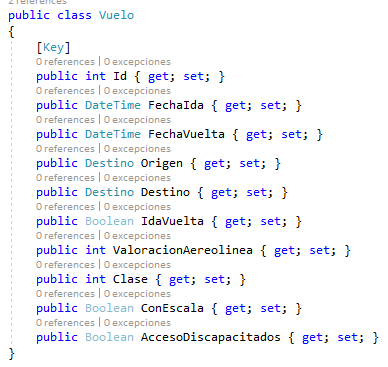 2 references
public class Vuelo
{
[Key]
0 references | 0 excepciones
public int Id { get; set; }
0 references | 0 excepciones
public DateTime FechaIda { get; set; }
0 references | 0 excepciones
public DateTime FechaVuelta { get; set; }
0 references | 0 excepciones
public Destino Origen { get; set; }
0 references | 0 excepciones
public Destino Destino { get; set; }
0 references | 0 excepciones
public Boolean IdaVuelta { get; set; }
0 references | 0 excepciones
public int ValoracionAereolinea { get; set; }
0 references | 0 excepciones
public int Clase { get; set; }
0 references | 0 excepciones
public Boolean ConEscala { get; set; }
0 references | 0 excepciones
public Boolean AccesoDiscapacitados { get; set; }
}